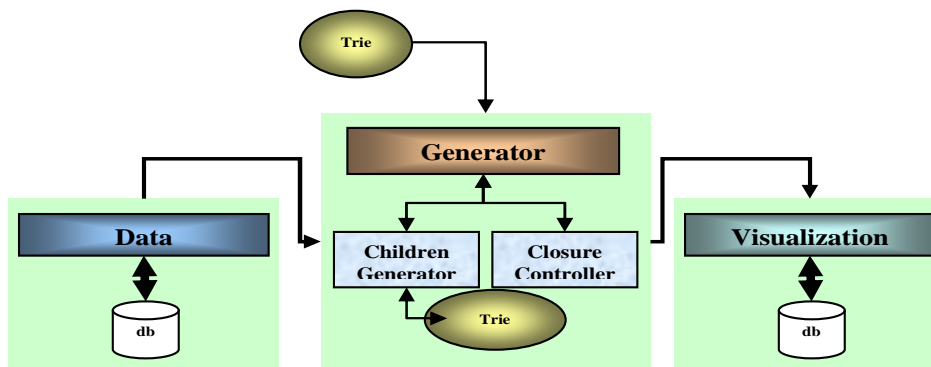 Trie
Generator
Data
Children
Generator
Closure
Controller
Visualization
Trie
db
db